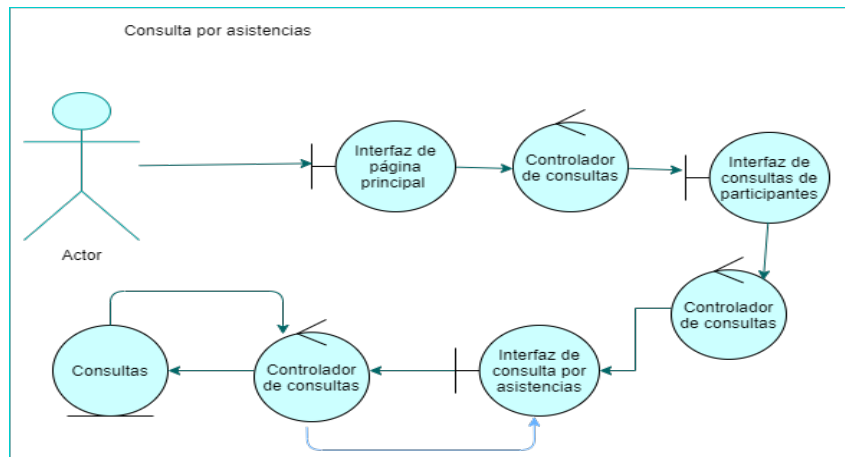 Consulta por asistencias
Interfaz de
página
principal
Controlador
de consultas
Interfaz de
consultas de
participantes
Actor
Controlador
de consultas
Interfaz de
consulta por
asistencias
Controlador
de consultas
Consultas